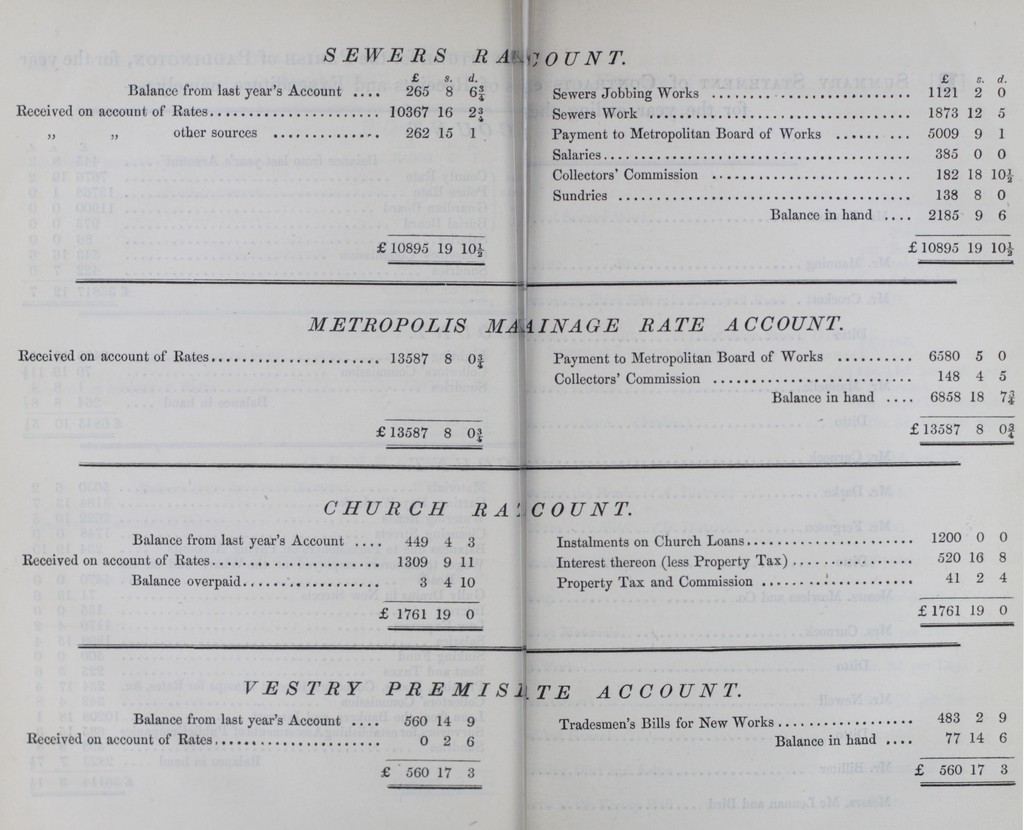 SEWERS RA COUNT.
£ s. d.
Balance from last year's Account .... 265 8 6¾
Received on account of Rates........................ 10367 16 2¾
„ „ other sources ............... 262 15 1
£10895 19 10½
£ s. d.
Sewers Jobbing Works ........................ 1121 2 0
Sewers Work ................................ 1873 12 5
Payment to Metropolitan Board of Works ...... .. 5009 9 1
Salaries...................................... 385 0 0
Collectors' Commission ........................ 182 18 10½
Sundries .................................... 138 8 0
Balance in hand .... 2185 9 6
£10895 19 10½
METROPOLIS MAAINAGE RATE ACCOUNT.
Received on account of Rates........................ 13587 8 0¾
£13587 8 0¾
Payment to Metropolitan Board of Works .......... 6580 5 0
Collectors' Commission ........................ 148 4 5
Balance in hand .... 6858 18 7¾
£13587 8 0¾
CHURCH RA COUNT.
Balance from last year's Account .... 449 4 3
Received on account of Rates........................ 1309 9 11
Balance overpaid.................... 3 4 10
£ 1761 19 0
Instalments on Church Loans........................ 1200 0 0
Interest thereon (less Property Tax) ................ 520 16 8
Property Tax and Commission .................... 41 2 4
£1761 19 0
VESTRY PREMIS TE ACCOUNT.
Balance from last year's Account .... 560 14 9
Received on account of Rates........................ 0 2 6
£ 560 17 3
Tradesmen's Bills for New Works.................. 483 2 9
Balance in hand .... 77 14 6
£ 560 17 3